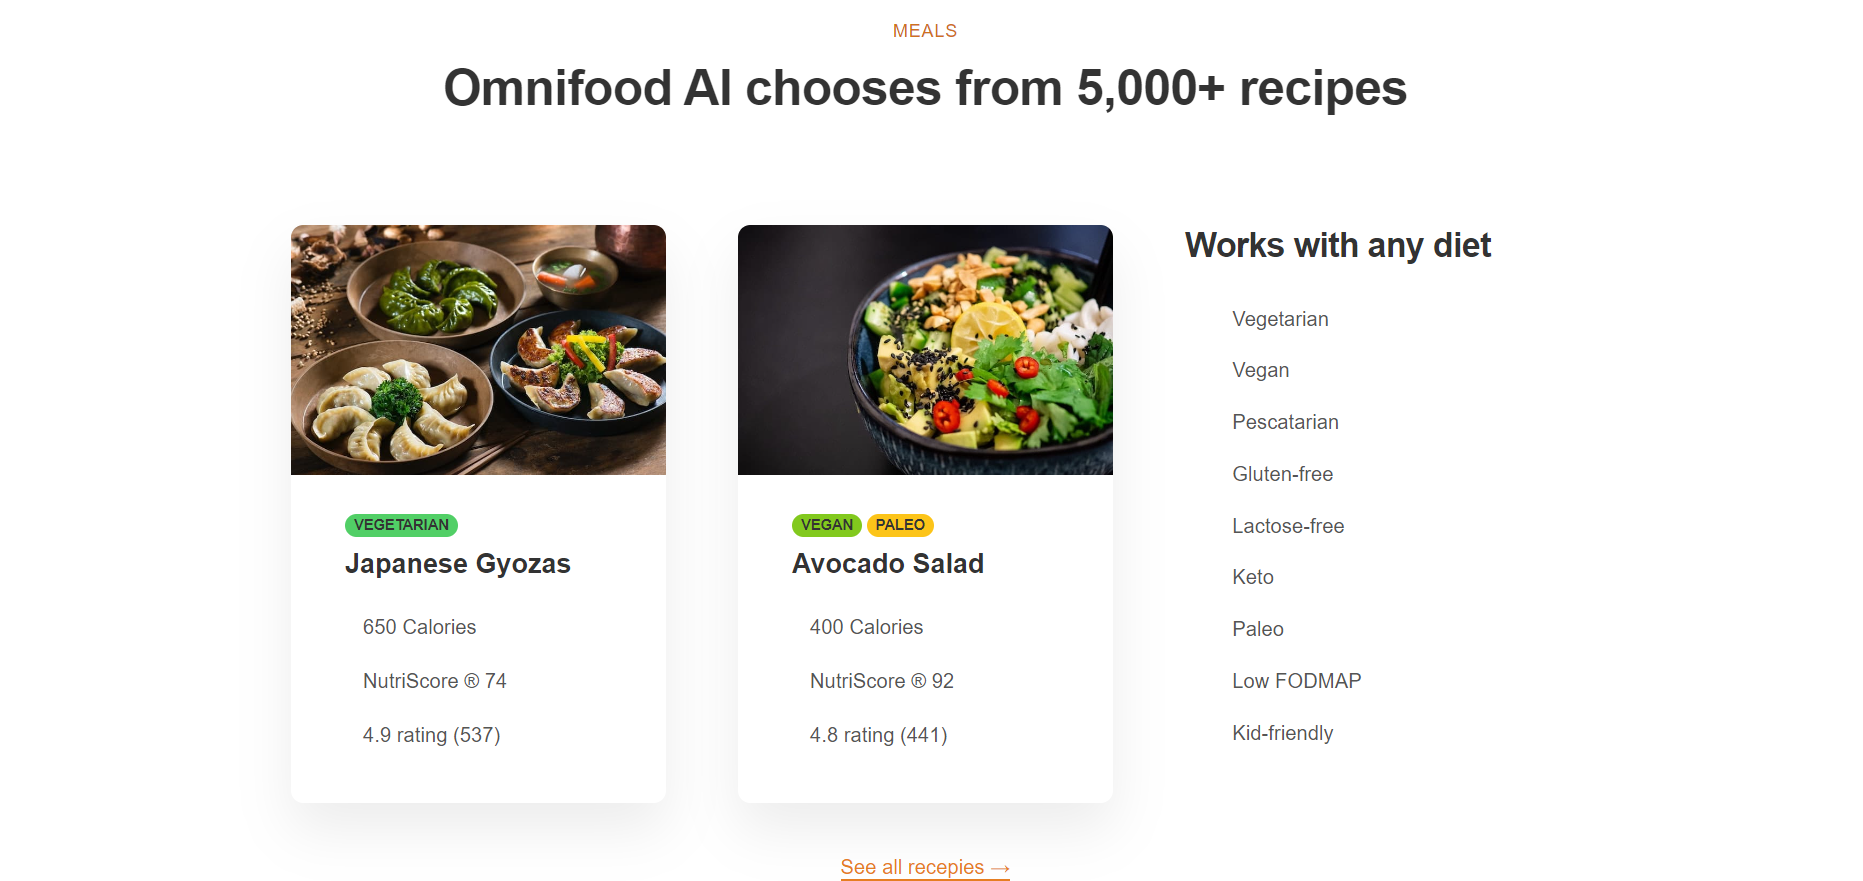 MEALS
Omnifood AI chooses from 5,000+ recipes
VEGETARIAN
Japanese Gyozas
650 Calories
NutriScore ® 74
4.9 rating (537)
VEGAN PALEO
Avocado Salad
400 Calories
NutriScore ® 92
4.8 rating (441)
Works with any diet
Vegetarian
Vegan
Pescatarian
Gluten-free
Lactose-free
Keto
Paleo
Low FODMAP
Kid-friendly
See all recepies →